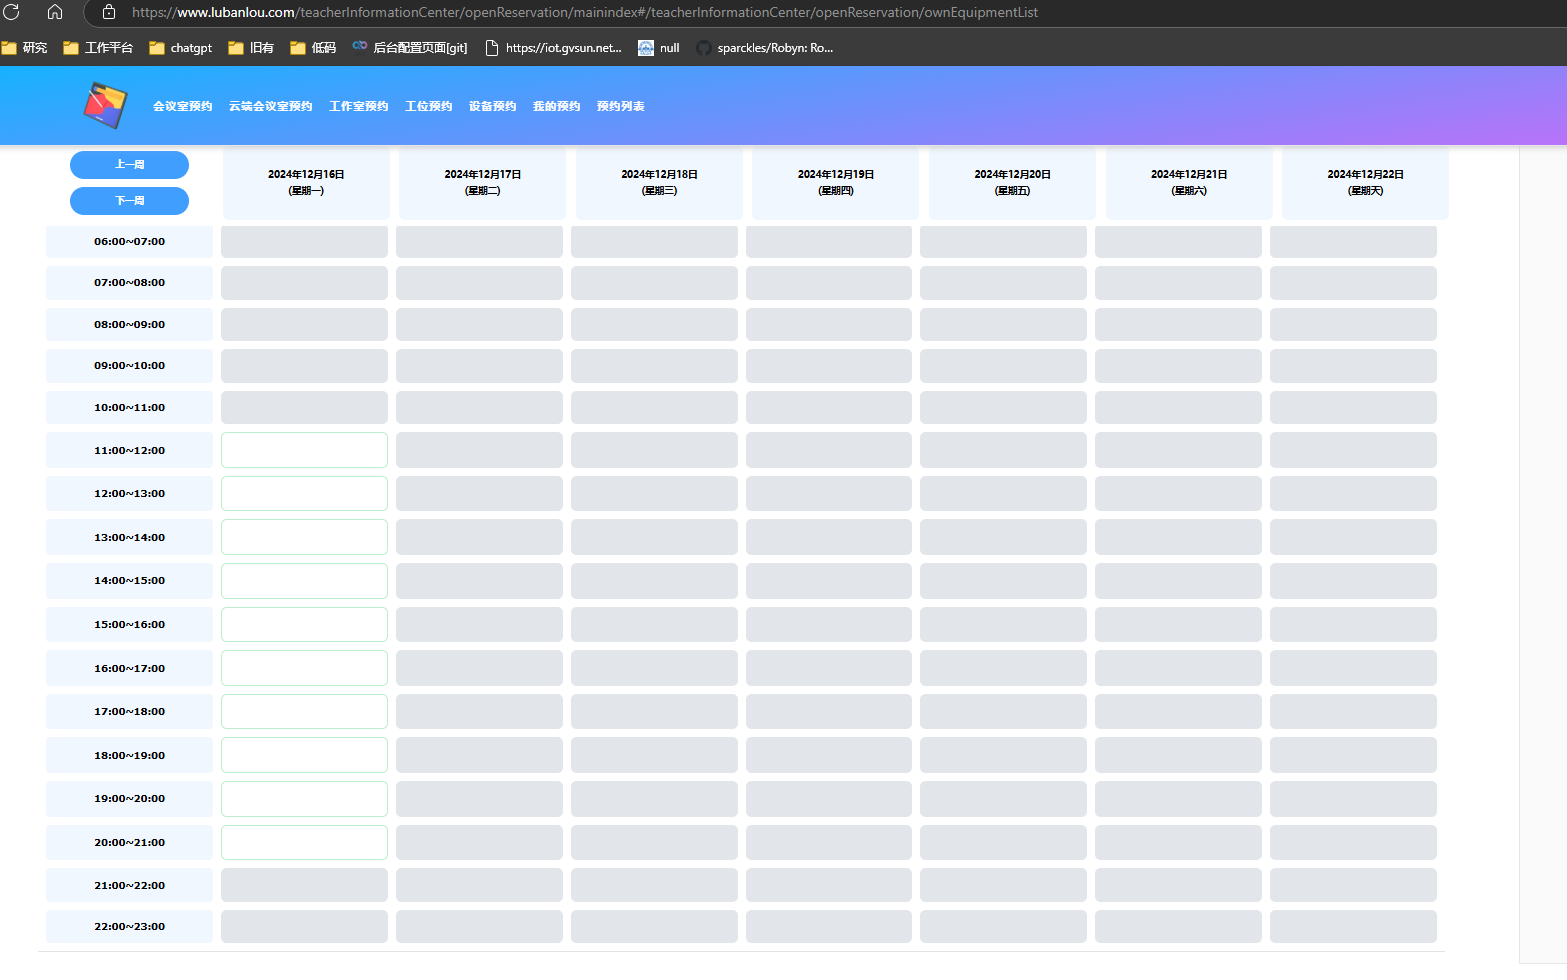 https://www.lubanlou.com/teacherInformationCenter/openReservation/mainindex#/teacherInformationCenter/openReservation/ownEquipmentList
研究 工作平台 chatgpt 旧有 低码 后台配置页面[git] https://iot.gvsun.net... null sparckles/Robyn: Ro...
会议室预约 云端会议室预约 工作室预约 工位预约 设备预约 我的预约 预约列表
上一周
下一周
2024年12月16日
(星期一)
2024年12月17日
(星期二)
2024年12月18日
(星期三)
2024年12月19日
(星期四)
2024年12月20日
(星期五)
2024年12月21日
(星期六)
2024年12月22日
(星期天)
06:00~07:00
07:00~08:00
08:00~09:00
09:00~10:00
10:00~11:00
11:00~12:00
12:00~13:00
13:00~14:00
14:00~15:00
15:00~16:00
16:00~17:00
17:00~18:00
18:00~19:00
19:00~20:00
20:00~21:00
21:00~22:00
22:00~23:00